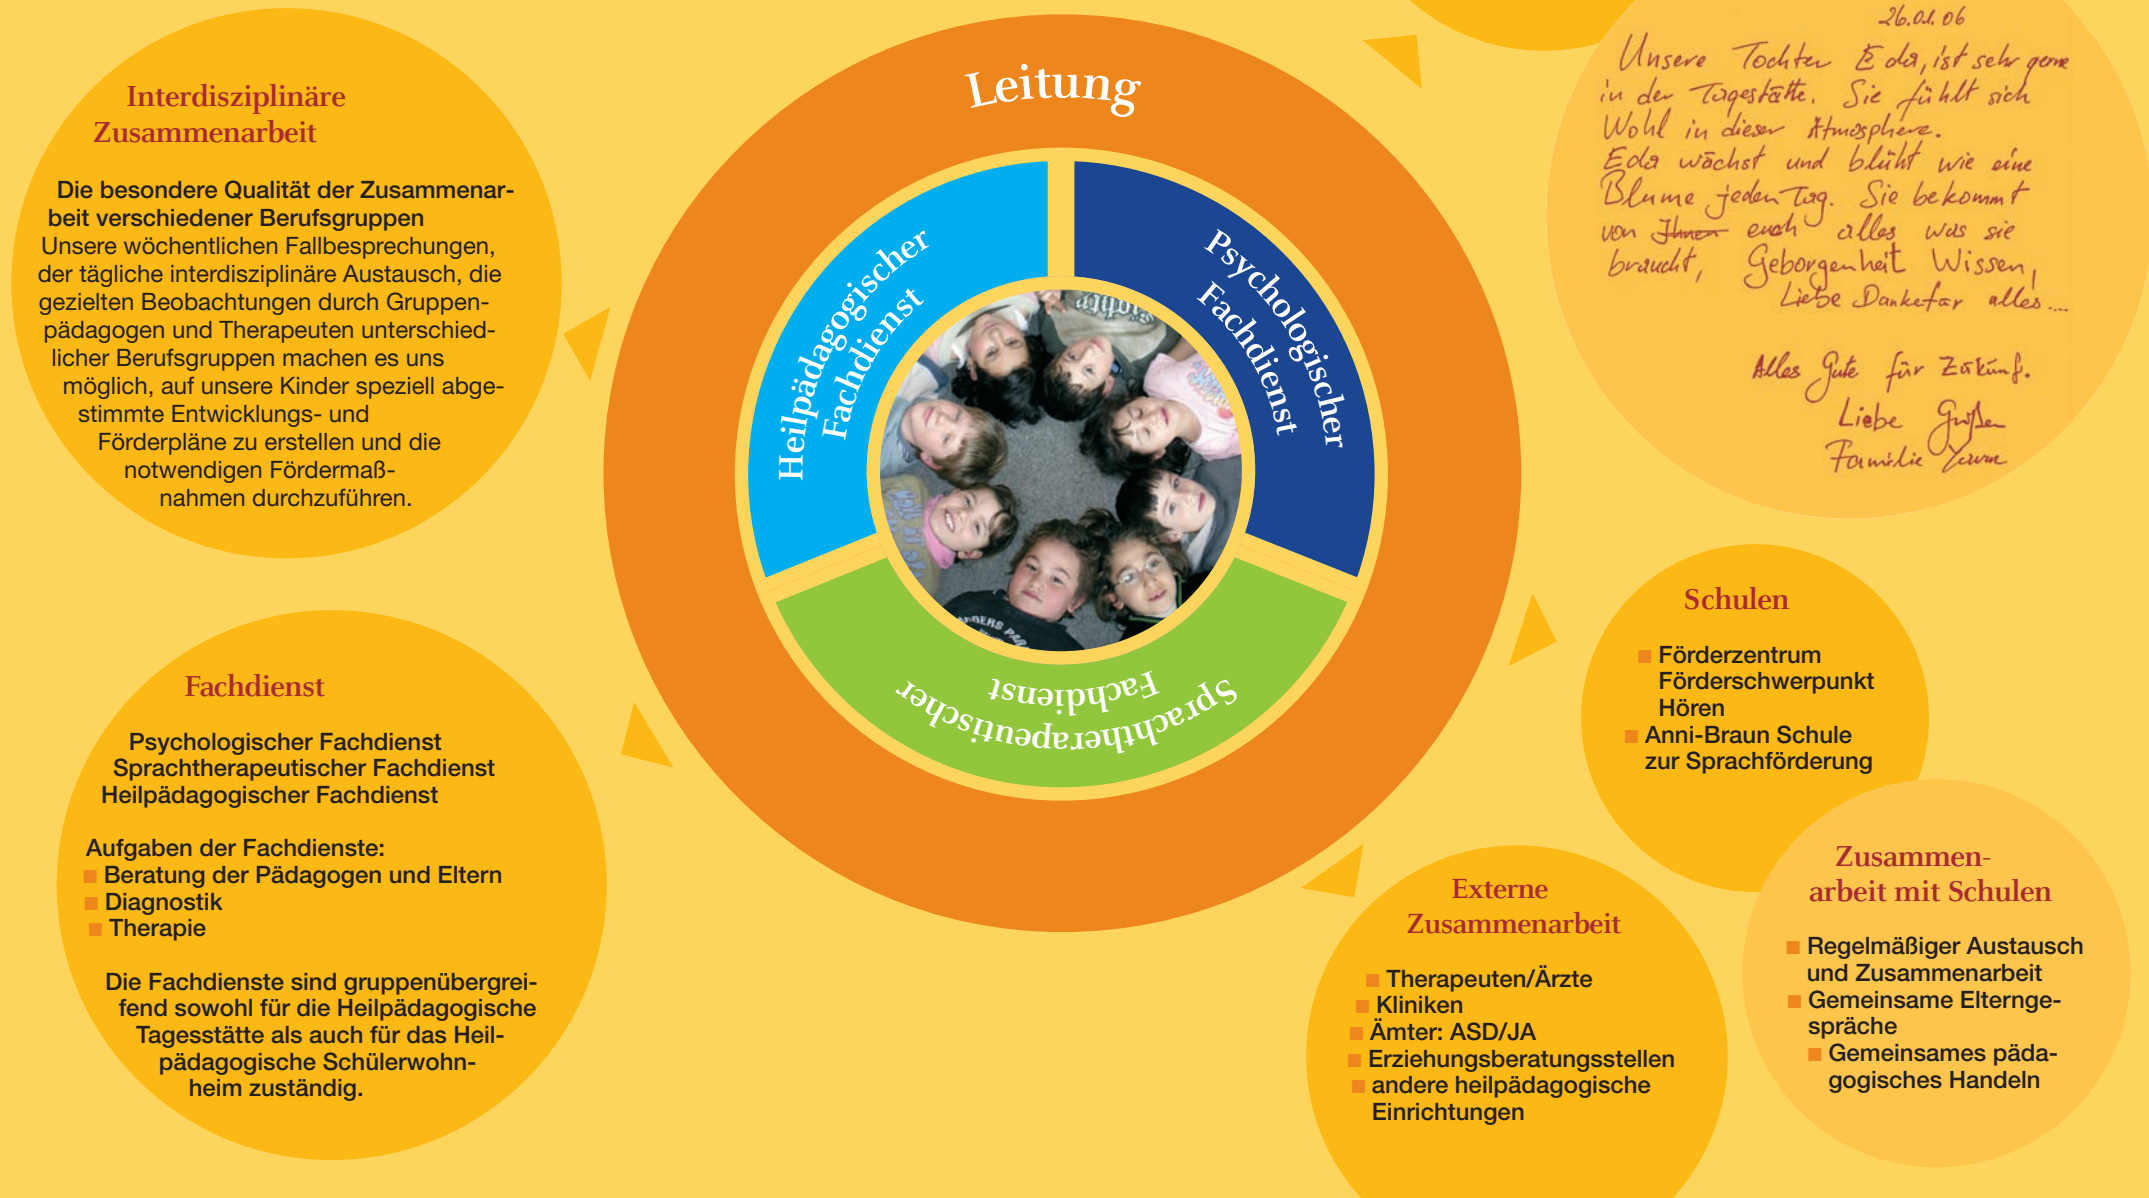 Interdisziplinäre
Zusammenarbeit
Die besondere Qualität der Zusammenar-
beit verschiedener Berufsgruppen
Unsere wöchentlichen Fallbesprechungen,
der tägliche interdisziplinäre Austausch, die
gezielten Beobachtungen durch Gruppen-
pädagogen und Therapeuten unterschied-
licher Berufsgruppen machen es uns
möglich, auf unsere Kinder speziell abge-
stimmte Entwicklungs- und
Förderpläne zu erstellen und die
notwendigen Fördermaß-
nahmen durchzuführen.
Fachdienst
Psychologischer Fachdienst
Sprachtherapeutischer Fachdienst
Heilpädagogischer Fachdienst
Aufgaben der Fachdienste:
Beratung der Pädagogen und Eltern
Diagnostik
Therapie
Die Fachdienste sind gruppenübergrei-
fend sowohl für die Heilpädagogische
Tagesstätte als auch für das Heil-
pädagogische Schülerwohn-
heim zuständig.
Leitung
Heilpädagogischer
Fachdienst
Psychologischer
Fachdienst
Sprachtherapeutischer
Fachdienst
26.01.06
Unsere Tochter Eda, ist sehr gerne
in der Tagestätte. Sie fühlt sich
Wohl in dieser Atmosphere.
Eda wächst und blüht wie eine
Blume jeden Tag. Sie bekommt
von Ihnen euch alles was sie
braucht, Geborgenheit Wissen,
Liebe Dankefür alles...
Alles Gute für Zukunf.
Liebe Grüßen
Familie
Schulen
Förderzentrum
Förderschwerpunkt
Hören
Anni-Braun Schule
zur Sprachförderung
Zusammen-
arbeit mit Schulen
Regelmäßiger Austausch
und Zusammenarbeit
Gemeinsame Elternge-
spräche
Gemeinsames päda-
gogisches Handeln
Externe
Zusammenarbeit
Therapeuten/Ärzte
Kliniken
Ämter: ASD/JA
Erziehungsberatungsstellen
andere heilpädagogische
Einrichtungen